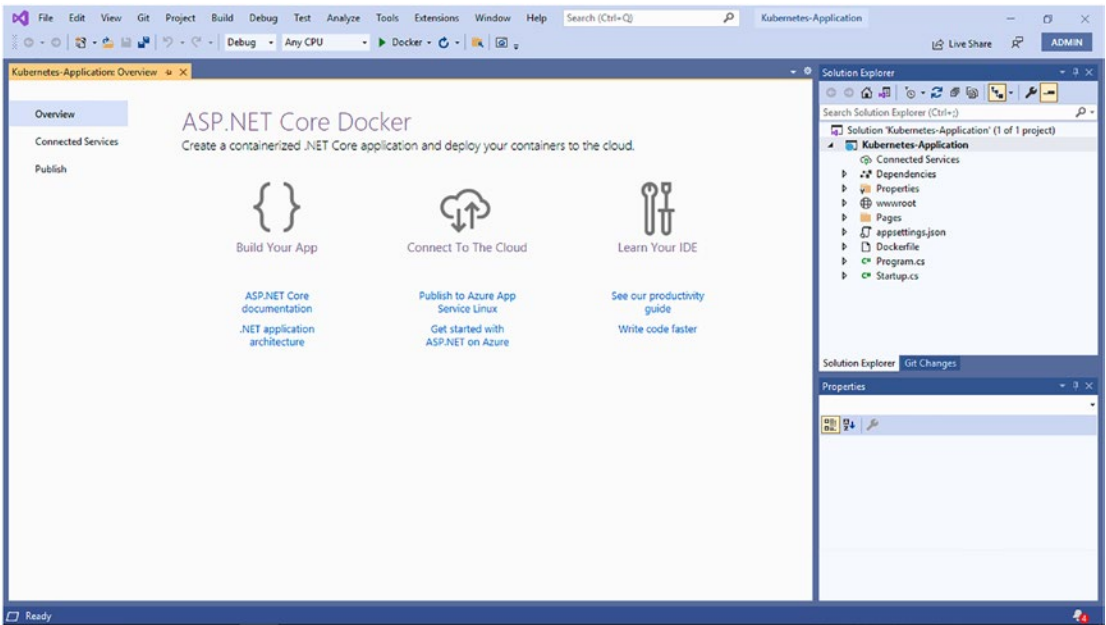 File Edit View Git Project Build Debug Test Analyze Tools Extensions Window Help Search (Ctrl+Q) Kubernetes-Application
Debug Any CPU Docker Live Share ADMIN
Kubernetes-Application: Overview
Overview
Connected Services
Publish
ASP.NET Core Docker
Create a containerized .NET Core application and deploy your containers to the cloud.
{ }
Build Your App
ASP.NET Core
documentation
.NET application
architecture
Connect To The Cloud
Publish to Azure App
Service Linux
Get started with
ASP.NET on Azure
Learn Your IDE
See our productivity
guide
Write code faster
Solution Explorer
Search Solution Explorer (Ctrl+;)
Solution 'Kubernetes-Application' (1 of 1 project)
Kubernetes-Application
Connected Services
Dependencies
Properties
wwwroot
Pages
appsettings.json
Dockerfile
C# Program.cs
C# Startup.cs
Solution Explorer Git Changes
Properties
Ready
4